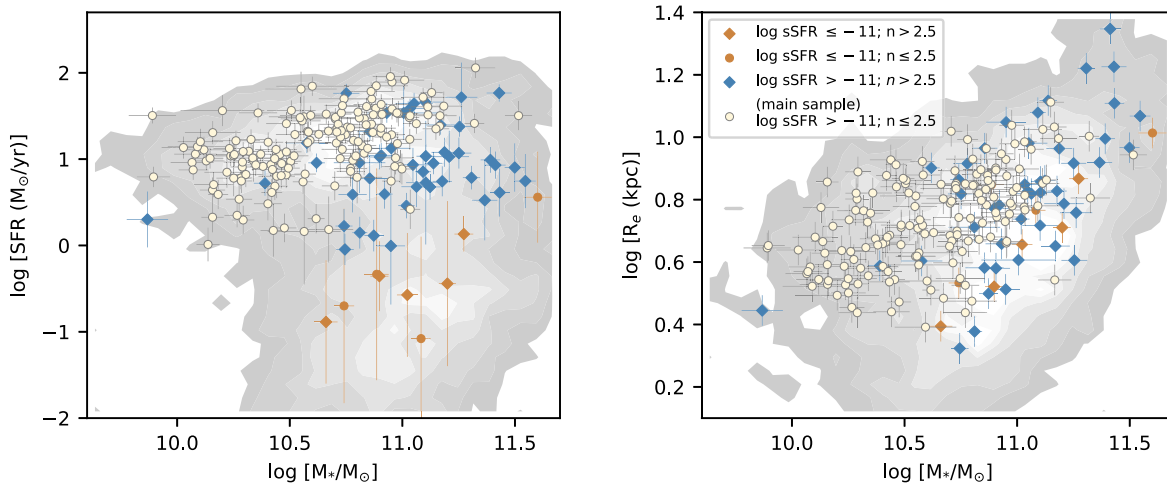 log [SFR (M⊙/yr)]
2
1
0
−1
−2
10.0 10.5 11.0 11.5
log [M*/M⊙]
log [Re (kpc)]
1.4
1.2
1.0
0.8
0.6
0.4
0.2
log sSFR ≤ −11; n > 2.5
log sSFR ≤ −11; n ≤ 2.5
log sSFR > −11; n > 2.5
(main sample)
log sSFR > −11; n ≤ 2.5
10.0 10.5 11.0 11.5
log [M*/M⊙]